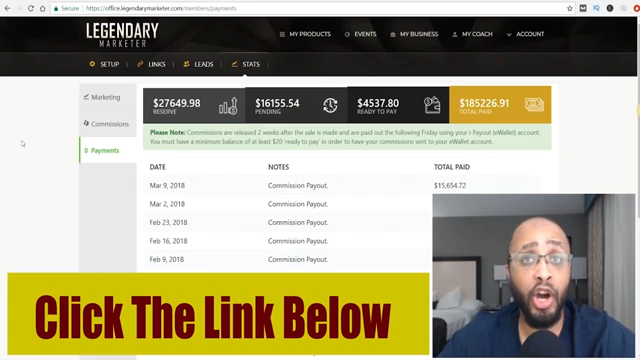 Secure
https://office.legendarymarketer.com/members/payments
LEGENDARY
MARKETER
MY PRODUCTS
EVENTS
MY BUSINESS
MY COACH
ACCOUNT
SETUP
LINKS
LEADS
STATS
Marketing
Commissions
Payments
$27649.98
RESERVE
$16155.54
PENDING
$4537.80
READY TO PAY
$185226.91
TOTAL PAID
Please Note: Commissions are released 2 weeks after the sale is made and are paid out the following Friday using your i-Payout (eWallet) account.
You must have a minimum balance of at least $20 'ready to pay' in order to have your commissions sent to your eWallet account.
DATE NOTES TOTAL PAID
Mar 9, 2018 Commission Payout. $15,654.72
Mar 2, 2018 Commission Payout.
Feb 23, 2018 Commission Payout.
Feb 16, 2018 Commission Payout.
Feb 9, 2018 Commission Payout.
Click The Link Below